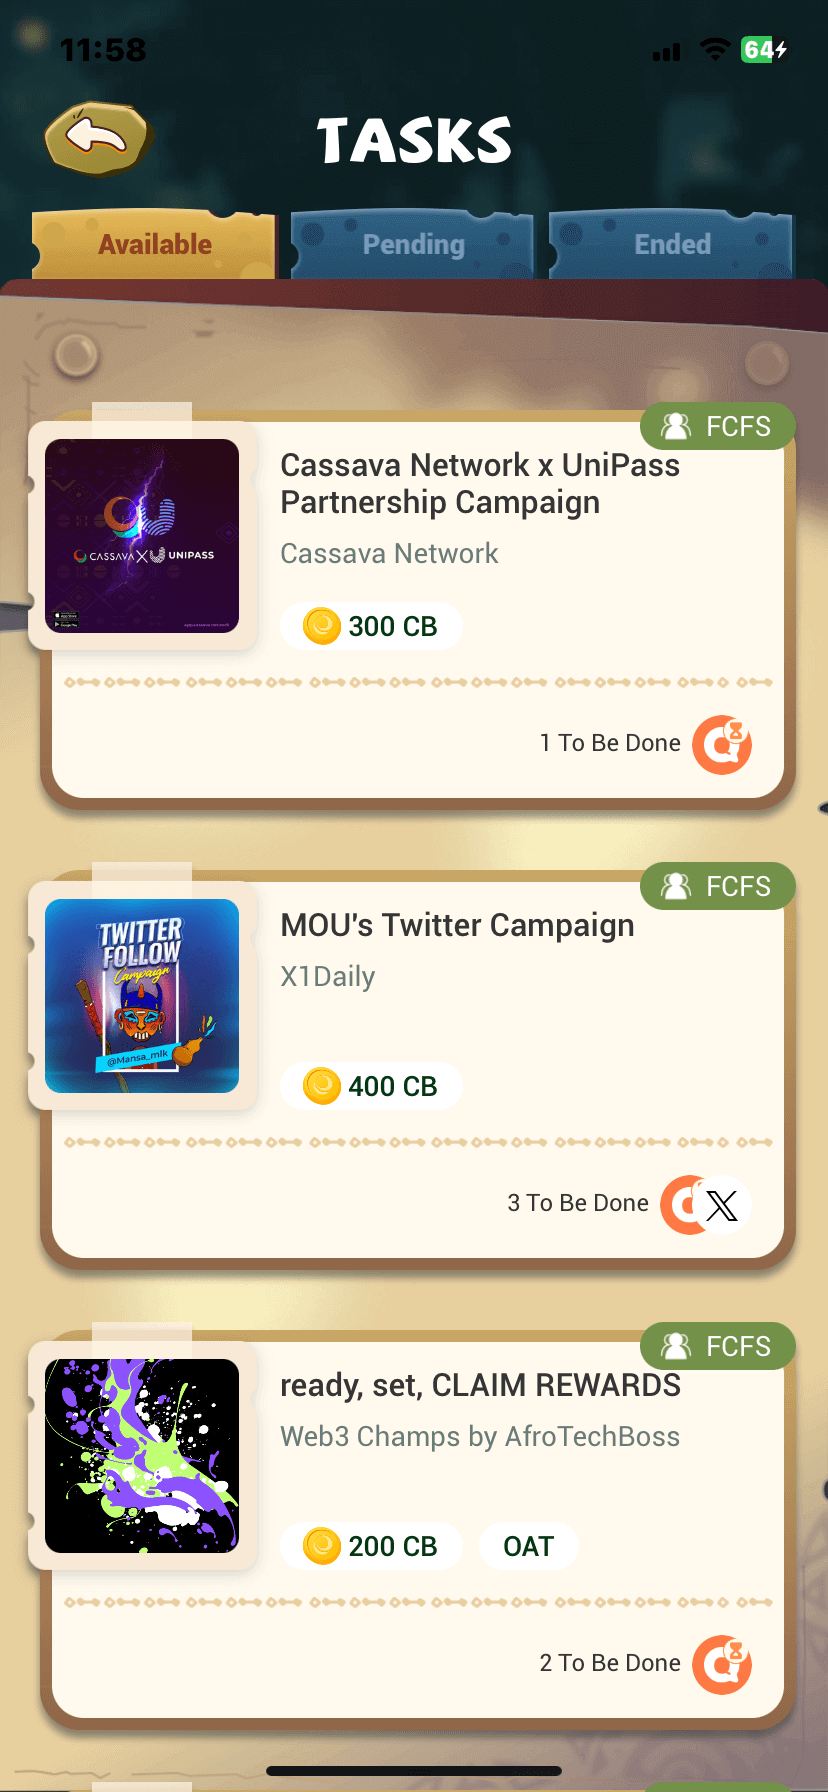 11:58
64
TASKS
Available
Pending
Ended
FCFS
Cassava Network x UniPass
Partnership Campaign
Cassava Network
CASSAVA X UNIPASS
300 CB
1 To Be Done
FCFS
MOU's Twitter Campaign
X1Daily
TWITTER
FOLLOW
Campaign
@Mansa_mlk
400 CB
3 To Be Done
FCFS
ready, set, CLAIM REWARDS
Web3 Champs by AfroTechBoss
200 CB
OAT
2 To Be Done